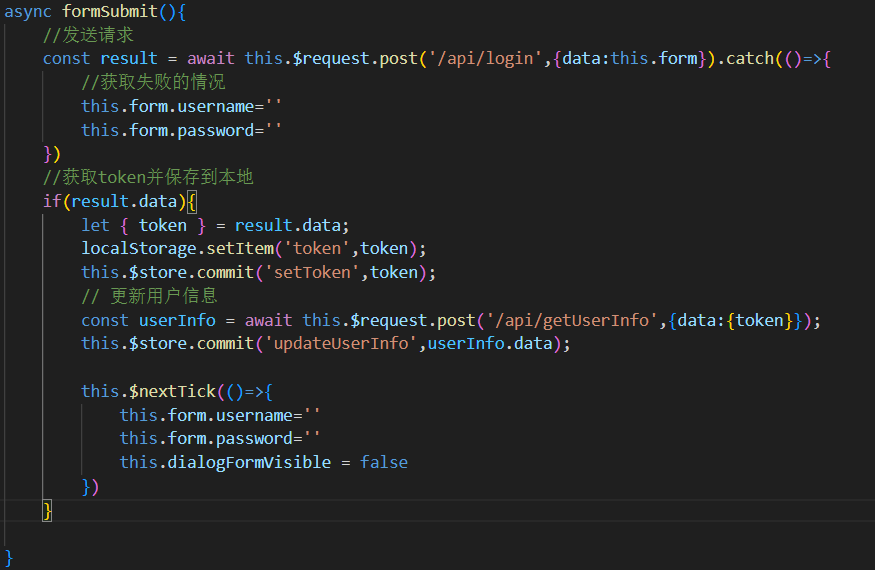 async formSubmit(){
//发送请求
const result = await this.$request.post('/api/login',{data:this.form}).catch(()=>{
//获取失败的情况
this.form.username=''
this.form.password=''
})
//获取token并保存到本地
if(result.data){
let { token } = result.data;
localStorage.setItem('token',token);
this.$store.commit('setToken',token);
// 更新用户信息
const userInfo = await this.$request.post('/api/getUserInfo',{data:{token}});
this.$store.commit('updateUserInfo',userInfo.data);
this.$nextTick(()=>{
this.form.username=''
this.form.password=''
this.dialogFormVisible = false
})
}
}